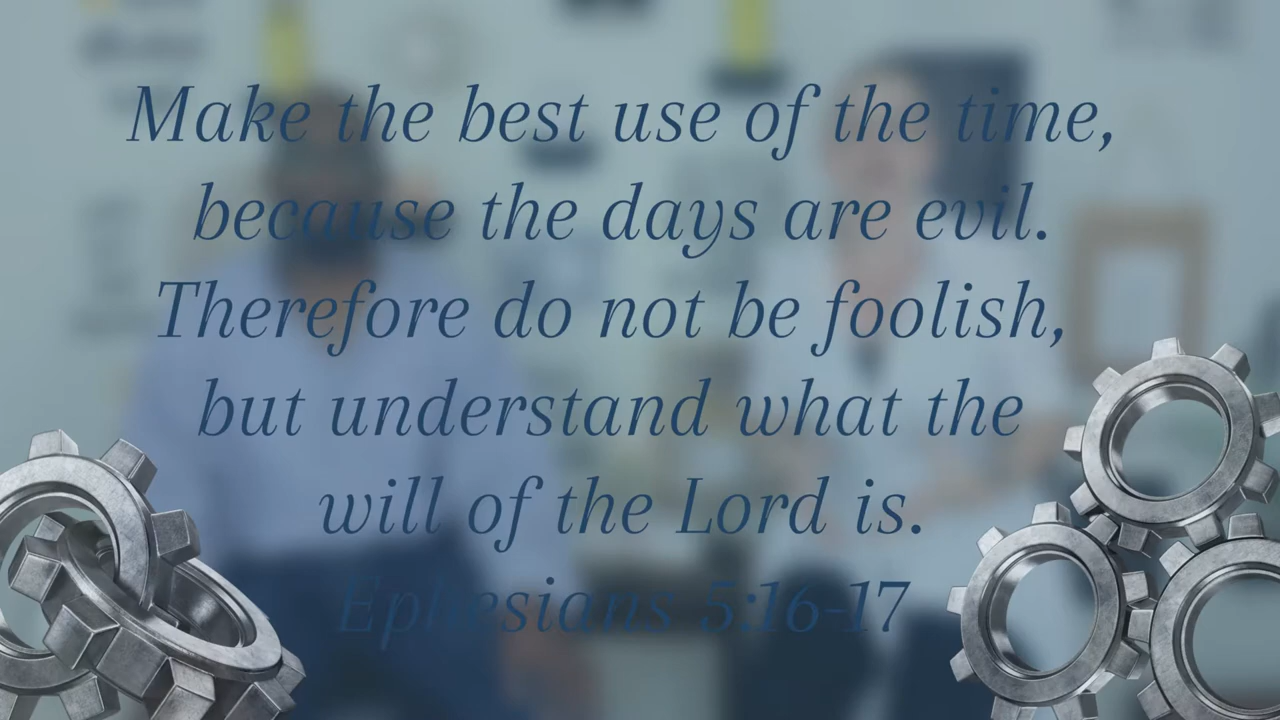 Make the best use of the time,
because the days are evil.
Therefore do not be foolish,
but understand what the
will of the Lord is.
Ephesians 5:16-17